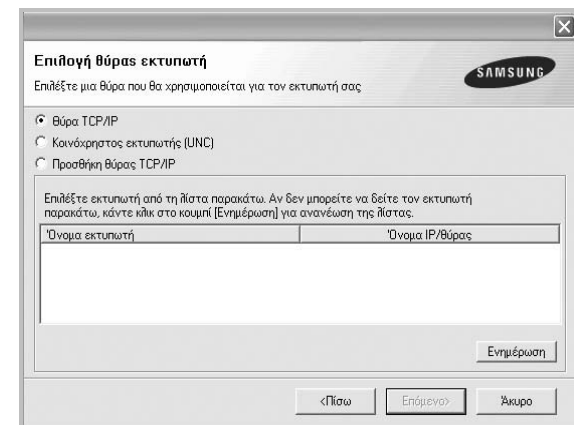 Επιλογή θύρας εκτυπωτή
Επιλέξτε μια θύρα που θα χρησιμοποιείται για τον εκτυπωτή σας
SAMSUNG
Θύρα TCP/IP
Κοινόχρηστος εκτυπωτής (UNC)
Προσθήκη θύρας TCP/IP
Επιλέξτε εκτυπωτή από τη λίστα παρακάτω. Αν δεν μπορείτε να δείτε τον εκτυπωτή
παρακάτω, κάντε κλικ στο κουμπί [Ενημέρωση] για ανανέωση της λίστας.
Όνομα εκτυπωτή Όνομα IP/θύρας
Ενημέρωση
<Πίσω Επόμενο> Άκυρο